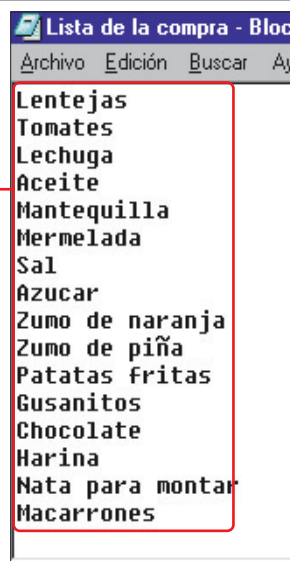 Lista de la compra - Bloc
Archivo Edición Buscar Ay
Lentejas
Tomates
Lechuga
Aceite
Mantequilla
Mermelada
Sal
Azucar
Zumo de naranja
Zumo de piña
Patatas fritas
Gusanitos
Chocolate
Harina
Nata para montar
Macarrones